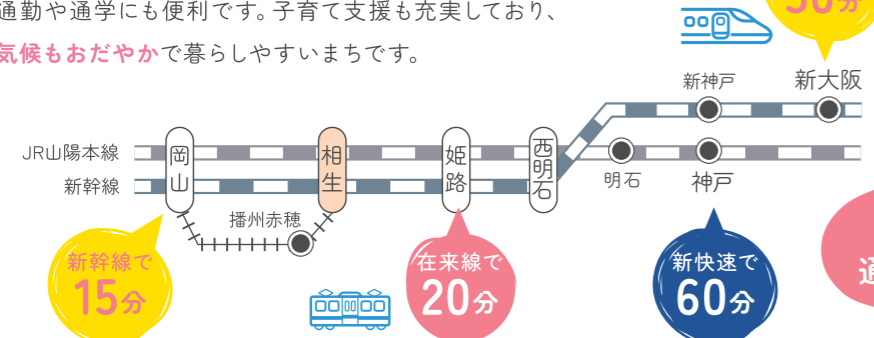 通勤や通学にも便利です。子育て支援も充実しており、
気候もおだやかで暮らしやすいまちです。
新神戸
新大阪
JR山陽本線
新幹線
岡山
相生
姫路
西明石
明石
神戸
播州赤穂
新幹線で
15分
在来線で
20分
新快速で
60分